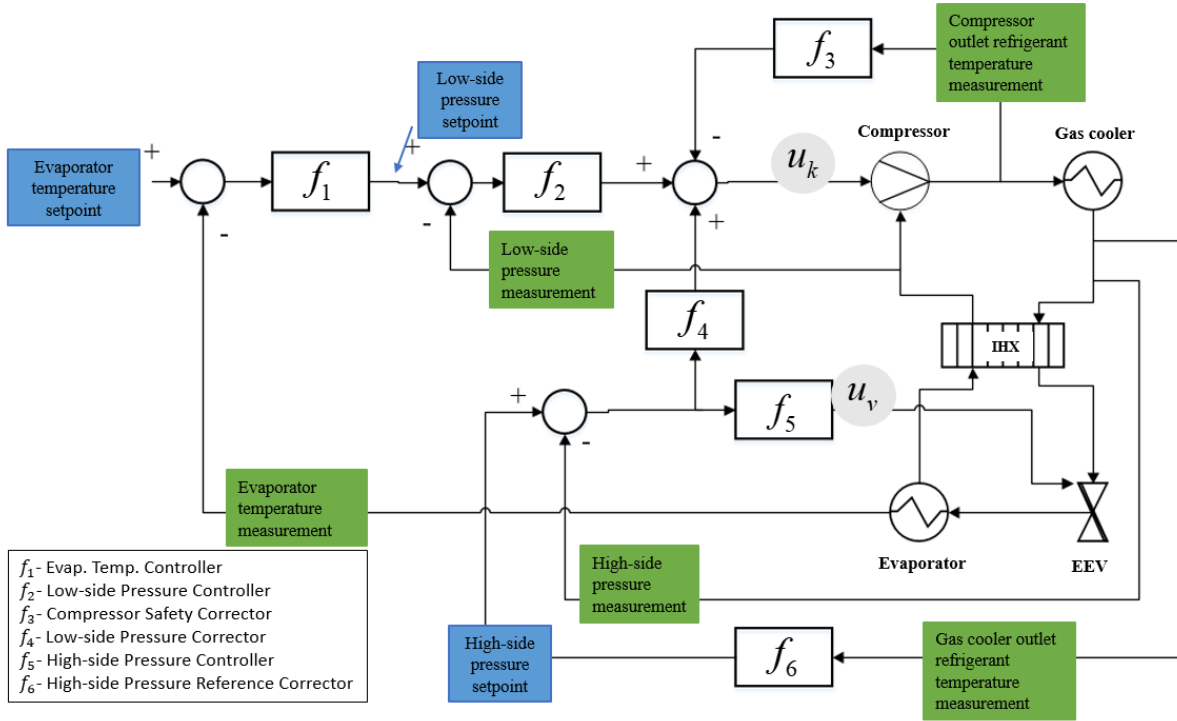 Compressor
outlet refrigerant
temperature
measurement
f₃
-
Low-side
pressure
setpoint
Compressor
Gas cooler
Evaporator
temperature
setpoint
+
-
f₁
+
-
f₂
+
+
uₖ
Low-side
pressure
measurement
f₄
IHX
+
-
f₅
uᵥ
Evaporator
temperature
measurement
Evaporator
EEV
High-side
pressure
measurement
f₁- Evap. Temp. Controller
f₂- Low-side Pressure Controller
f₃- Compressor Safety Corrector
f₄- Low-side Pressure Corrector
f₅- High-side Pressure Controller
f₆- High-side Pressure Reference Corrector
High-side
pressure
setpoint
f₆
Gas cooler outlet
refrigerant
temperature
measurement